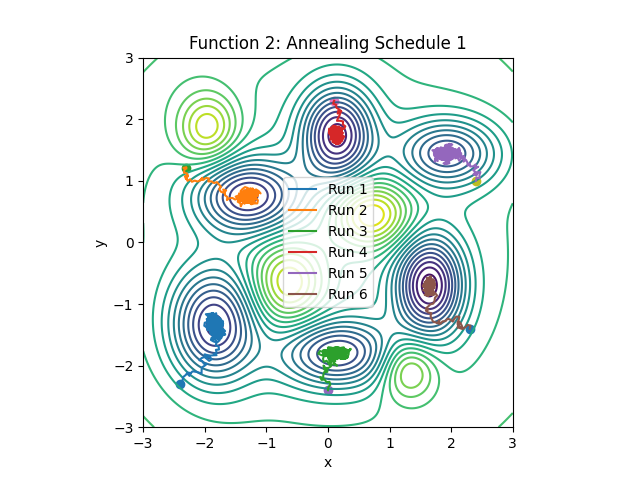 Function 2: Annealing Schedule 1
3
2
1
0
−1
−2
−3
y
Run 1
Run 2
Run 3
Run 4
Run 5
Run 6
−3 −2 −1 0 1 2 3
x